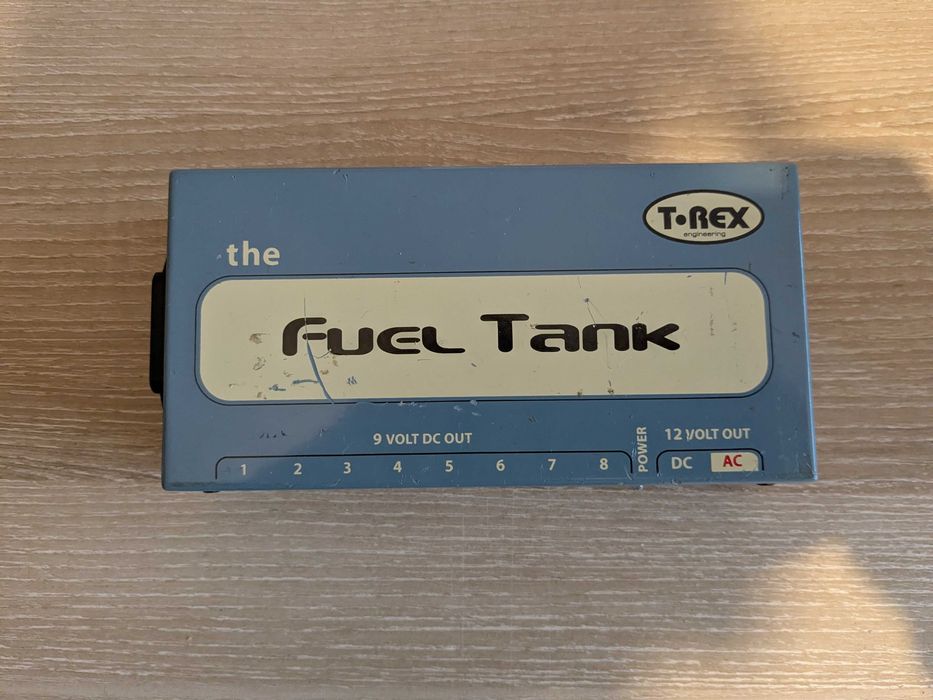 T•REX
engineering
the
Fuel Tank
9 VOLT DC OUT
1 2 3 4 5 6 7 8
POWER
12 VOLT OUT
DC AC